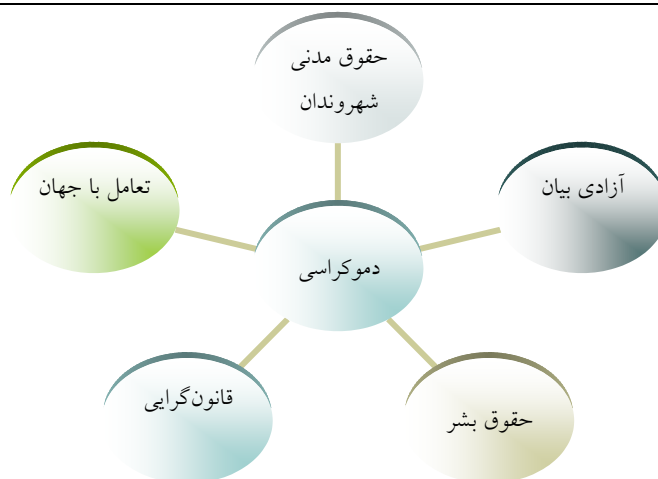 حقوق مدنی
شهروندان
آزادی بیان
تعامل با جهان
دموکراسی
قانون‌گرایی
حقوق بشر